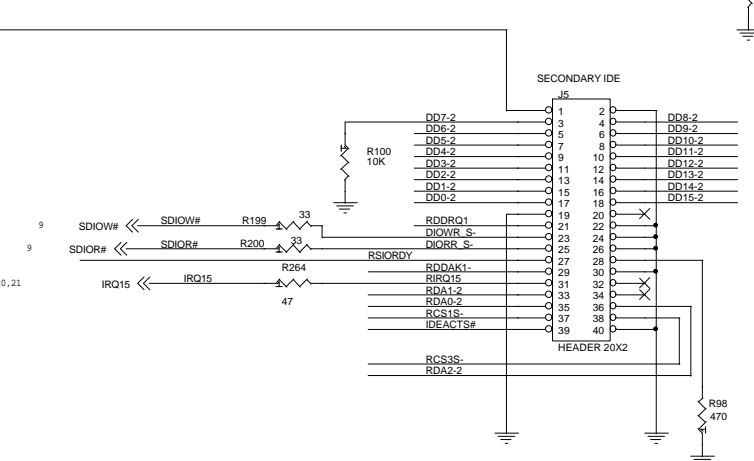 SECONDARY IDE
J5
DD7-2 3 4 DD8-2
1 2
DD6-2 5 6 DD9-2
DD5-2 7 8 DD10-2
DD4-2 9 10 DD11-2
DD3-2 11 12 DD12-2
DD2-2 13 14 DD13-2
DD1-2 15 16 DD14-2
DD0-2 17 18 DD15-2
R100
10K
19 20
9 SDIOW# SDIOW# R199 33 RDDRQ1 21 22
DIOWR_S- 23 24
9 SDIOR# SDIOR# R200 33 DIORR_S- 25 26
RSIORDY 27 28
R264
RDDAK1- 29 30
0,21 IRQ15 IRQ15 RIRQ15 31 32
47
RDA1-2 33 34
RDA0-2 35 36
RCS1S- 37 38
IDEACTS# 39 40
HEADER 20X2
RCS3S-
RDA2-2
R98
470